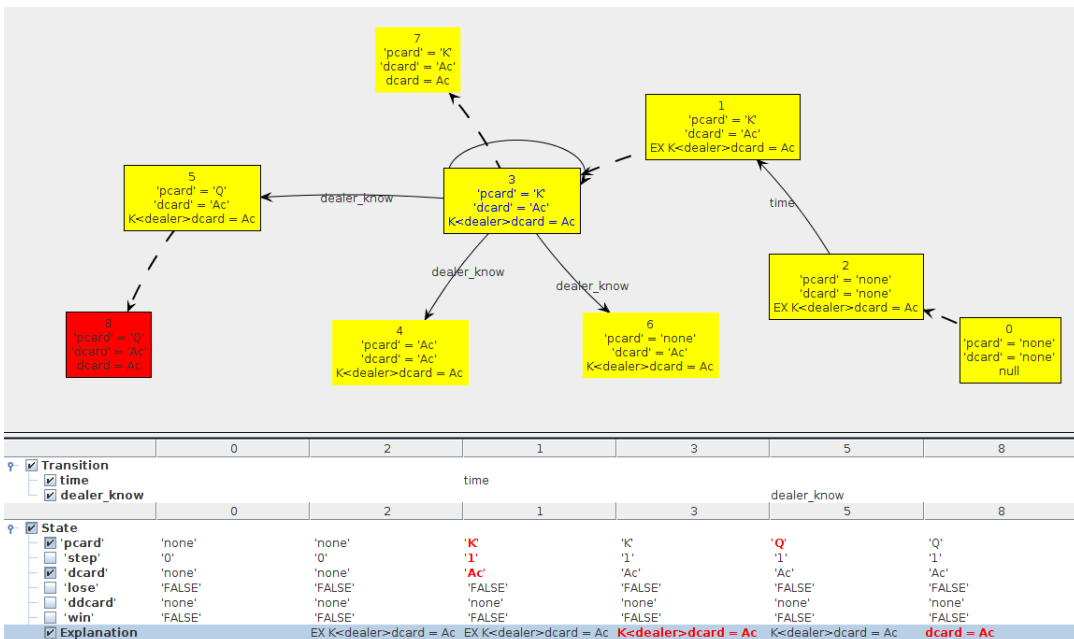 7
'pcard' = 'K'
'dcard' = 'Ac'
dcard = Ac
1
'pcard' = 'K'
'dcard' = 'Ac'
EX K<dealer>dcard = Ac
5
'pcard' = 'Q'
'dcard' = 'Ac'
K<dealer>dcard = Ac
dealer_know
3
'pcard' = 'K'
'dcard' = 'Ac'
K<dealer>dcard = Ac
time
dealer_know
dealer_know
2
'pcard' = 'none'
'dcard' = 'none'
EX K<dealer>dcard = Ac
8
'pcard' = 'Q'
'dcard' = 'Ac'
dcard = Ac
4
'pcard' = 'Ac'
'dcard' = 'Ac'
K<dealer>dcard = Ac
6
'pcard' = 'none'
'dcard' = 'Ac'
K<dealer>dcard = Ac
0
'pcard' = 'none'
'dcard' = 'none'
null
0 2 1 3 5 8
Transition
time time
dealer_know dealer_know
0 2 1 3 5 8
State
'pcard' 'none' 'none' 'K' 'K' 'Q' 'Q'
'step' '0' '0' '1' '1' '1' '1'
'dcard' 'none' 'none' 'Ac' 'Ac' 'Ac' 'Ac'
'lose' 'FALSE' 'FALSE' 'FALSE' 'FALSE' 'FALSE' 'FALSE'
'ddcard' 'none' 'none' 'none' 'none' 'none' 'none'
'win' 'FALSE' 'FALSE' 'FALSE' 'FALSE' 'FALSE' 'FALSE'
Explanation EX K<dealer>dcard = Ac EX K<dealer>dcard = Ac K<dealer>dcard = Ac K<dealer>dcard = Ac dcard = Ac